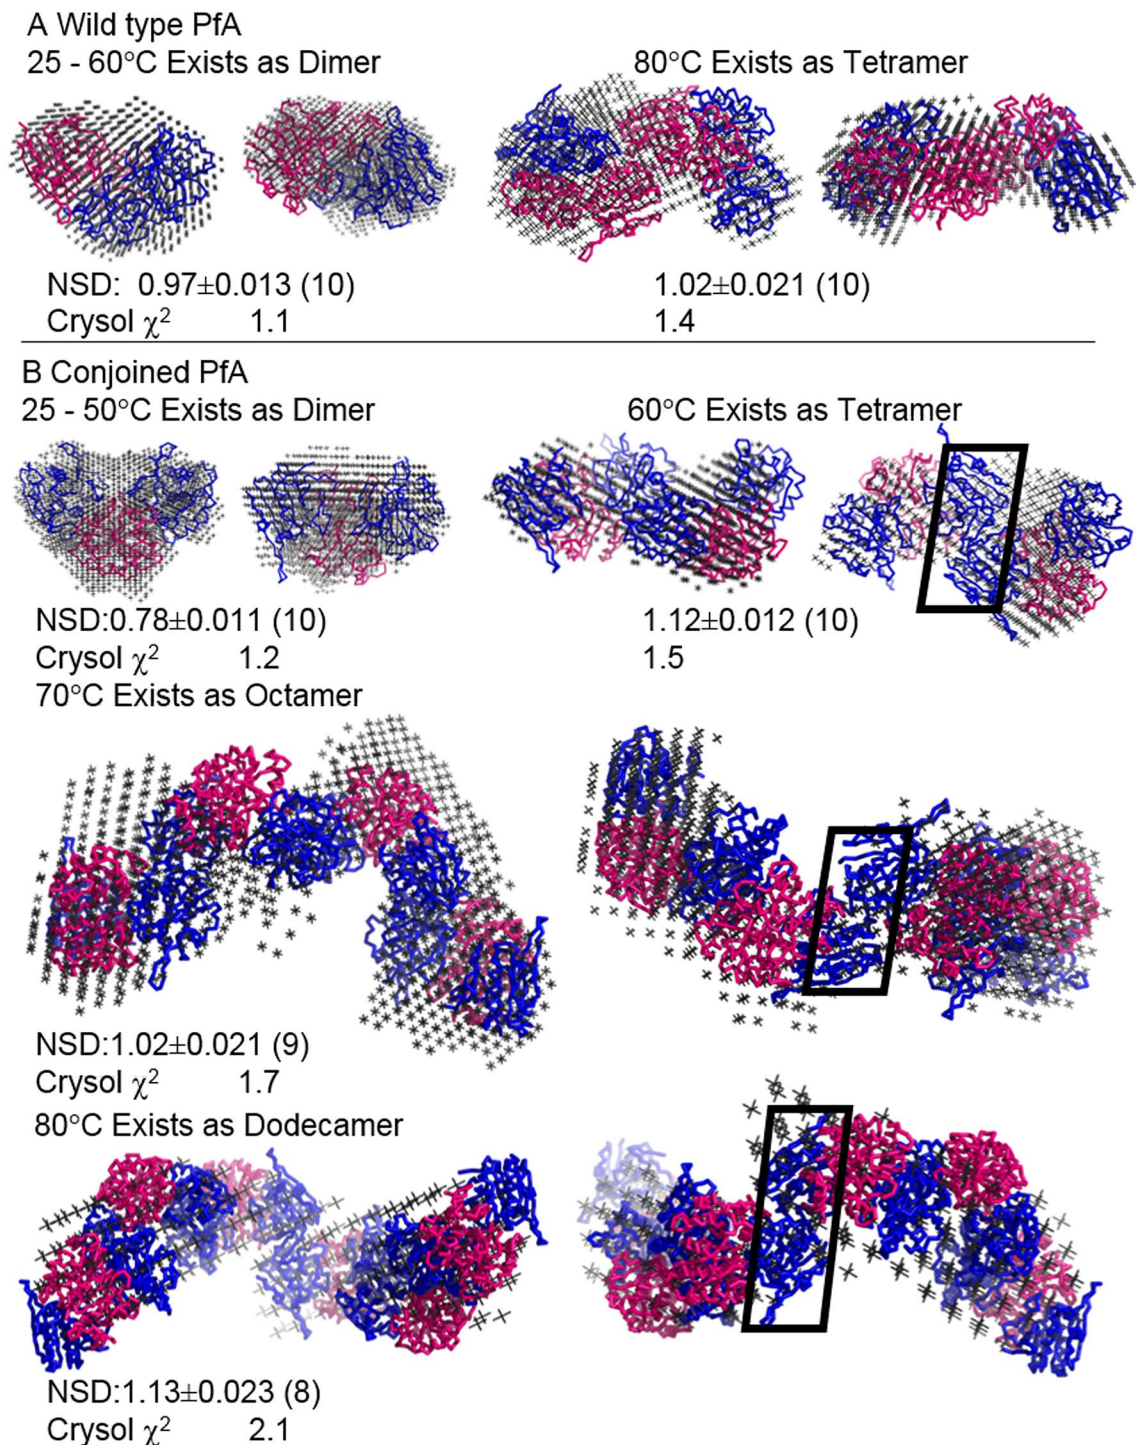 A Wild type PfA
25 - 60°C Exists as Dimer
80°C Exists as Tetramer
NSD: 0.97±0.013 (10)
1.02±0.021 (10)
Crysol χ² 1.1
1.4
B Conjoined PfA
25 - 50°C Exists as Dimer
60°C Exists as Tetramer
NSD:0.78±0.011 (10)
1.12±0.012 (10)
Crysol χ² 1.2
1.5
70°C Exists as Octamer
NSD:1.02±0.021 (9)
Crysol χ² 1.7
80°C Exists as Dodecamer
NSD:1.13±0.023 (8)
Crysol χ² 2.1